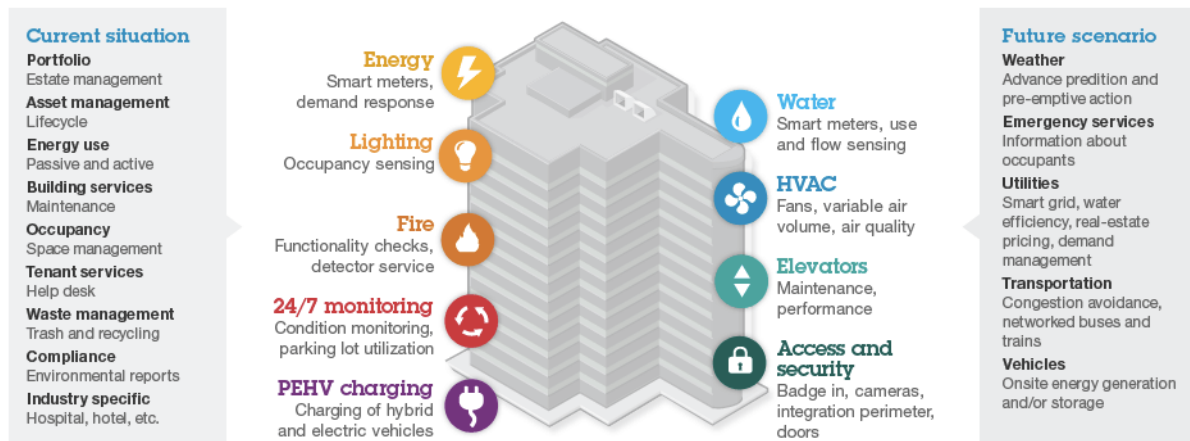 Current situation
Portfolio
Estate management
Asset management
Lifecycle
Energy use
Passive and active
Building services
Maintenance
Occupancy
Space management
Tenant services
Help desk
Waste management
Trash and recycling
Compliance
Environmental reports
Industry specific
Hospital, hotel, etc.
Energy
Smart meters,
demand response
Lighting
Occupancy sensing
Fire
Functionality checks,
detector service
24/7 monitoring
Condition monitoring,
parking lot utilization
PEHV charging
Charging of hybrid
and electric vehicles
Water
Smart meters, use
and flow sensing
HVAC
Fans, variable air
volume, air quality
Elevators
Maintenance,
performance
Access and
security
Badge in, cameras,
integration perimeter,
doors
Future scenario
Weather
Advance predition and
pre-emptive action
Emergency services
Information about
occupants
Utilities
Smart grid, water
efficiency, real-estate
pricing, demand
management
Transportation
Congestion avoidance,
networked buses and
trains
Vehicles
Onsite energy generation
and/or storage